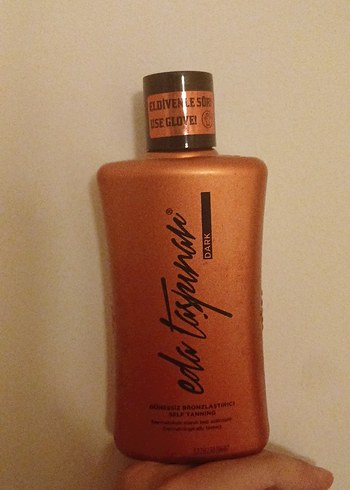 ELDİVENLE SÜR!
USE GLOVE!
eda taşpınar®
DARK
GÜNEŞSİZ BRONZLAŞTIRICI
SELF TANNING